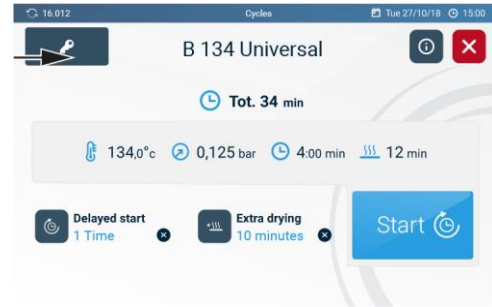 16.012 Cycles Tue 27/10/18 15:00
B 134 Universal
Tot. 34 min
134,0°c 0,125 bar 4:00 min 12 min
Delayed start
1 Time
Extra drying
10 minutes
Start